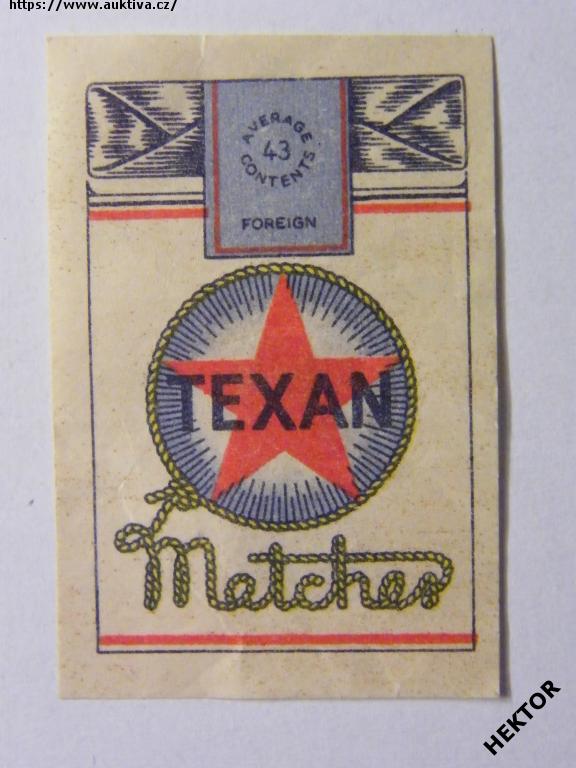 https://www.auktiva.cz/
AVERAGE
43
CONTENTS
FOREIGN
TEXAN
Matches
HEKTOR